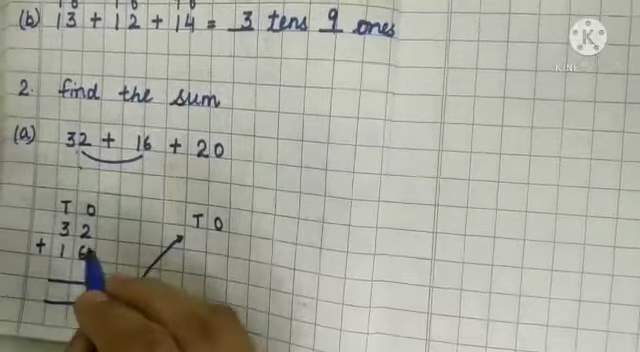 T O T O T O
(b) 13 + 12 + 14 = 3 tens 9 ones
2. find the sum
(a) 32 + 16 + 20
T O T O
3 2
+ 1 6